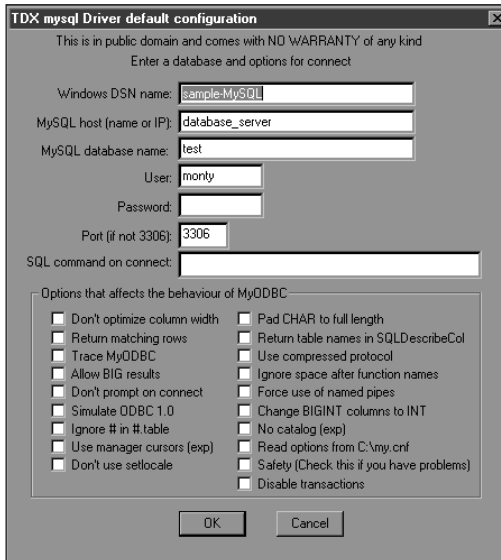 TDX mysql Driver default configuration
This is in public domain and comes with NO WARRANTY of any kind
Enter a database and options for connect
Windows DSN name: sample-MySQL
MySQL host (name or IP): database_server
MySQL database name: test
User: monty
Password:
Port (if not 3306): 3306
SQL command on connect:
Options that affects the behaviour of MyODBC
Don't optimize column width
Return matching rows
Trace MyODBC
Allow BIG results
Don't prompt on connect
Simulate ODBC 1.0
Ignore # in #.table
Use manager cursors (exp)
Don't use setlocale
Pad CHAR to full length
Return table names in SQLDescribeCol
Use compressed protocol
Ignore space after function names
Force use of named pipes
Change BIGINT columns to INT
No catalog (exp)
Read options from C:\my.cnf
Safety (Check this if you have problems)
Disable transactions
OK
Cancel